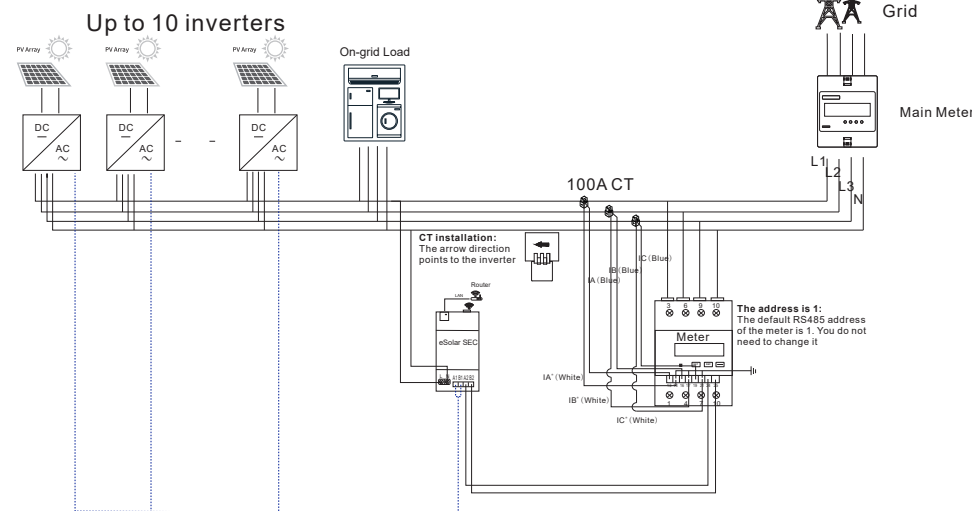 Up to 10 inverters
Grid
PV Array
PV Array
PV Array
On-grid Load
DC
AC
DC
AC
DC
AC
Main Meter
L1
L2
L3
N
100A CT
CT installation:
The arrow direction
points to the inverter
IC (Blue)
IB (Blue)
IA (Blue)
Router
LAN
eSolar SEC
L N A1 B1 A2 B2
3 6 9 10
Meter
The address is 1:
The default RS485 address
of the meter is 1. You do not
need to change it
IA* (White)
IB* (White)
IC* (White)
1 4 7 10